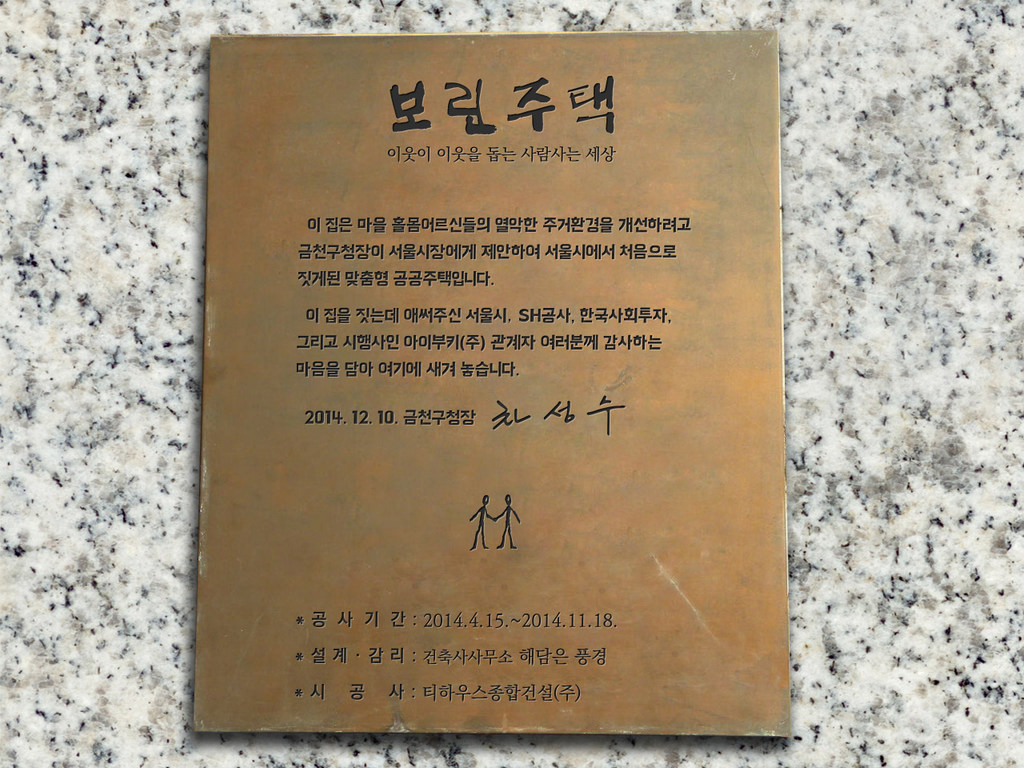 보린주택
이웃이 이웃을 돕는 사람사는 세상
이 집은 마을 홀몸어르신들의 열악한 주거환경을 개선하려고
금천구청장이 서울시장에게 제안하여 서울시에서 처음으로
짓게된 맞춤형 공공주택입니다.
이 집을 짓는데 애써주신 서울시, SH공사, 한국사회투자,
그리고 시행사인 아이부키(주) 관계자 여러분께 감사하는
마음을 담아 여기에 새겨 놓습니다.
2014. 12. 10. 금천구청장 차성수
* 공 사 기 간 : 2014.4.15.~2014.11.18.
* 설 계 · 감 리 : 건축사사무소 해담은 풍경
* 시 공 사 : 티하우스종합건설(주)